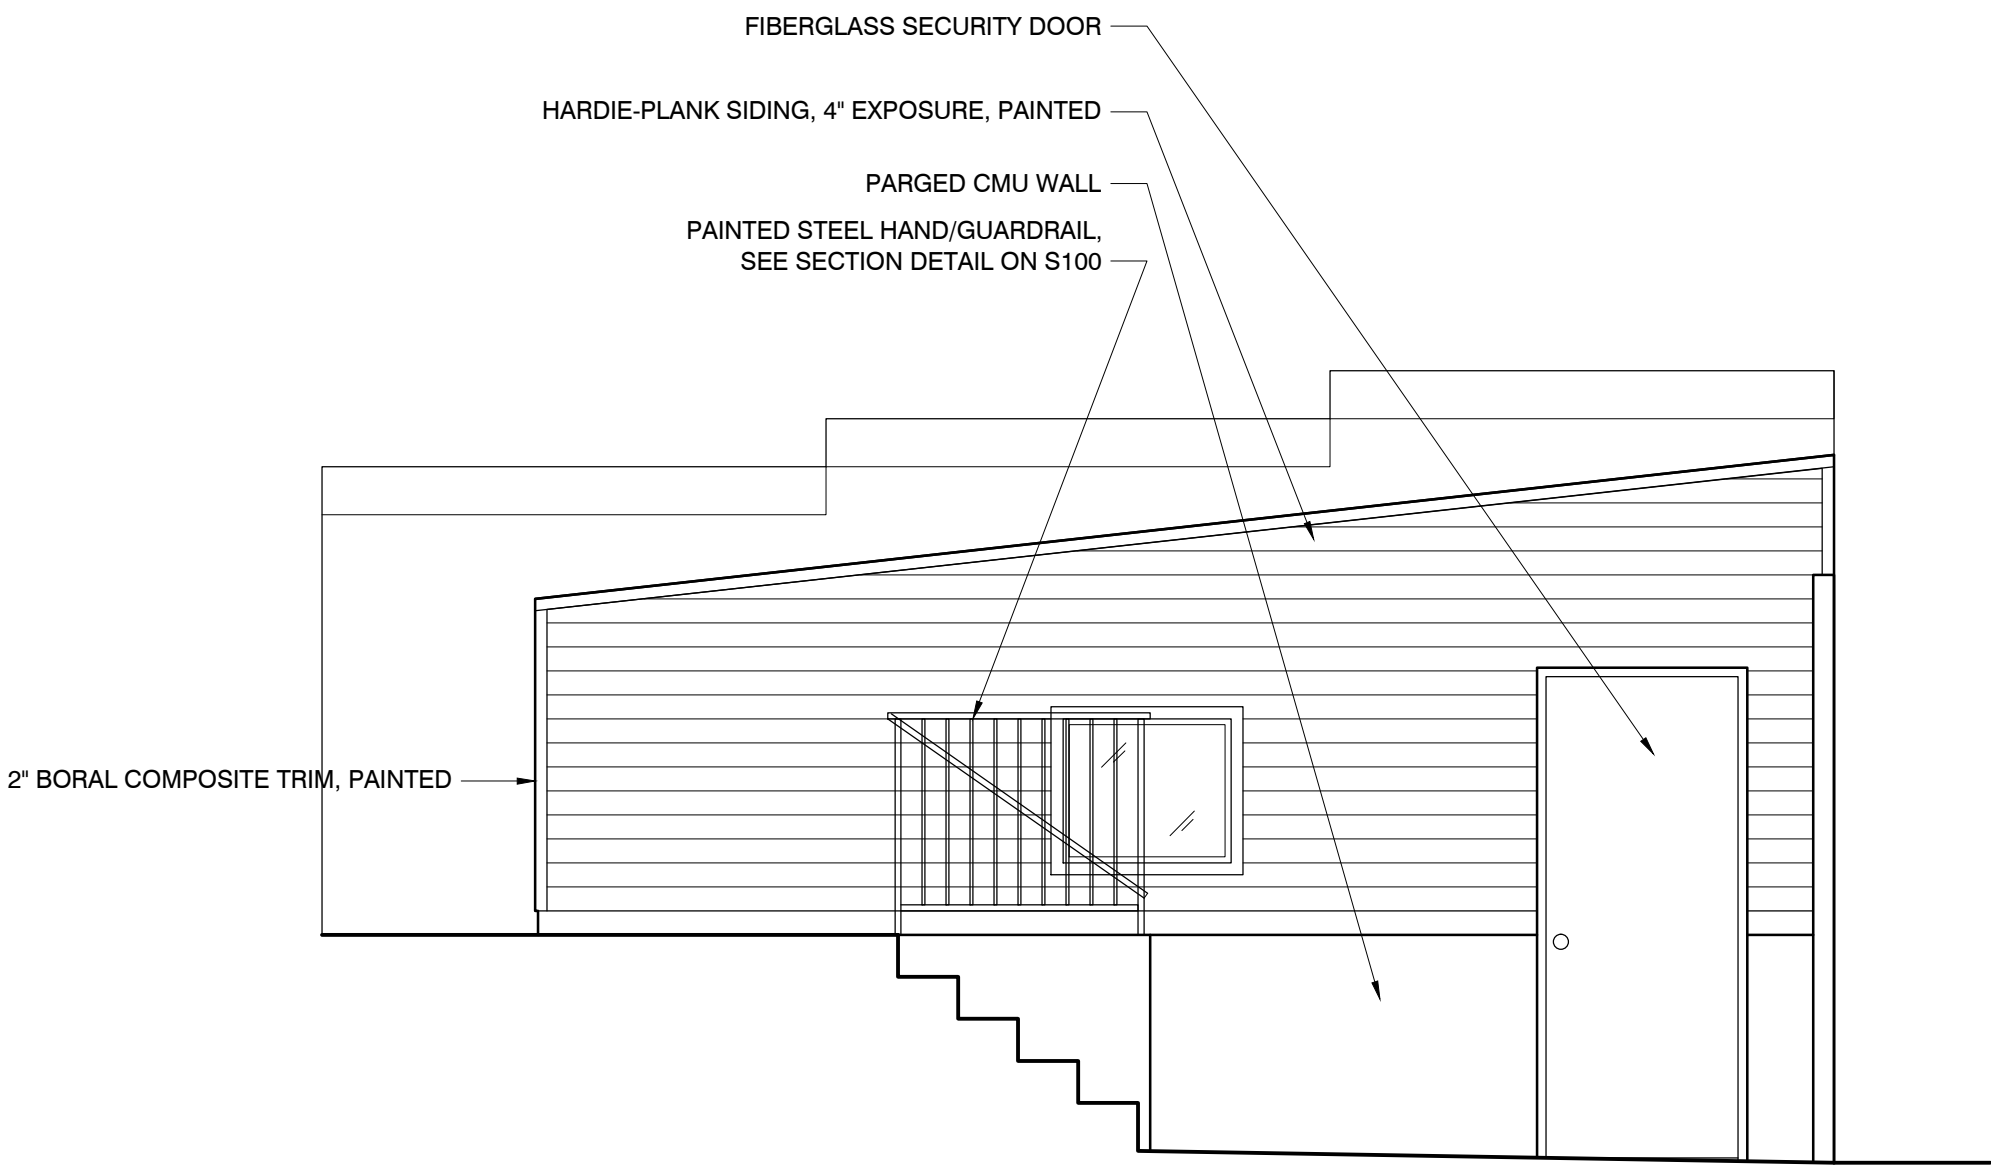 FIBERGLASS SECURITY DOOR
HARDIE-PLANK SIDING, 4" EXPOSURE, PAINTED
PARGED CMU WALL
PAINTED STEEL HAND/GUARDRAIL,
SEE SECTION DETAIL ON S100
2" BORAL COMPOSITE TRIM, PAINTED